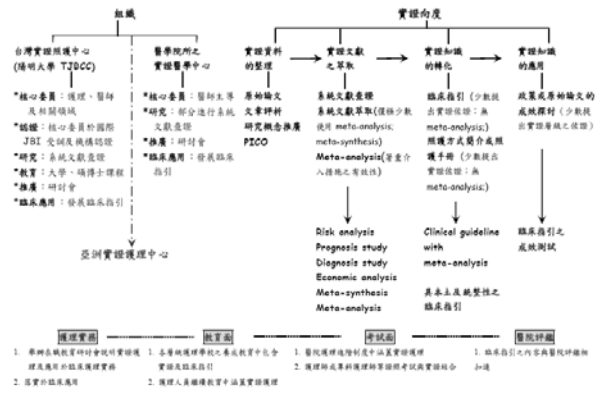 組織
實證向度
台灣實證照護中心
(陽明大學 TJBCC)
醫學院所之
實證醫學中心
實證資料
的整理
實證文獻
之萃取
實證知識
的轉化
實證知識
的應用
*核心委員：護理、醫師
及相關領域
*認證：核心委員於國際
JBI 受訓及機構認證
*研究：系統文獻查證
*教育：大學、碩博士課程
*推廣：研討會
*臨床應用：發展臨床指引
*核心委員：醫師主導
*研究：部分進行系統
文獻查證
*推廣：研討會
*臨床應用：發展臨床
指引
亞洲實證護理中心
原始論文
文章評析
研究概念推廣
PICO
系統文獻查證
系統文獻萃取(僅極少數
使用 meta-analysis;
meta-synthesis)
Meta-analysis(著重介
入措施之有效性)
臨床指引 (少數提
出實證佐證：無
meta-analysis;)
照護方式簡介或照
護手冊 (少數提出
實證佐證：無
meta-analysis;)
政策或原始論文的
成效探討 (少數提
出實證層級之佐證)
Risk analysis
Prognosis study
Diagnosis study
Economic analysis
Meta-synthesis
Meta-analysis
Clinical guideline
with
meta-analysis
具本土及統整性之
臨床指引
臨床指引之
成效測試
護理實務
教育面
考試面
醫院評鑑
1. 舉辦在職教育研討會說明實證護
理及應用於臨床護理實務
2. 落實於臨床應用
1. 各層級護理學校之養成教育中包含
實證及臨床指引
2. 護理人員繼續教育中涵蓋實證護理
1. 醫院護理進階制度中涵蓋實證護理
2. 護理師或專科護理師等證照考試與實證結合
1. 臨床指引之內容與醫院評鑑相
扣連